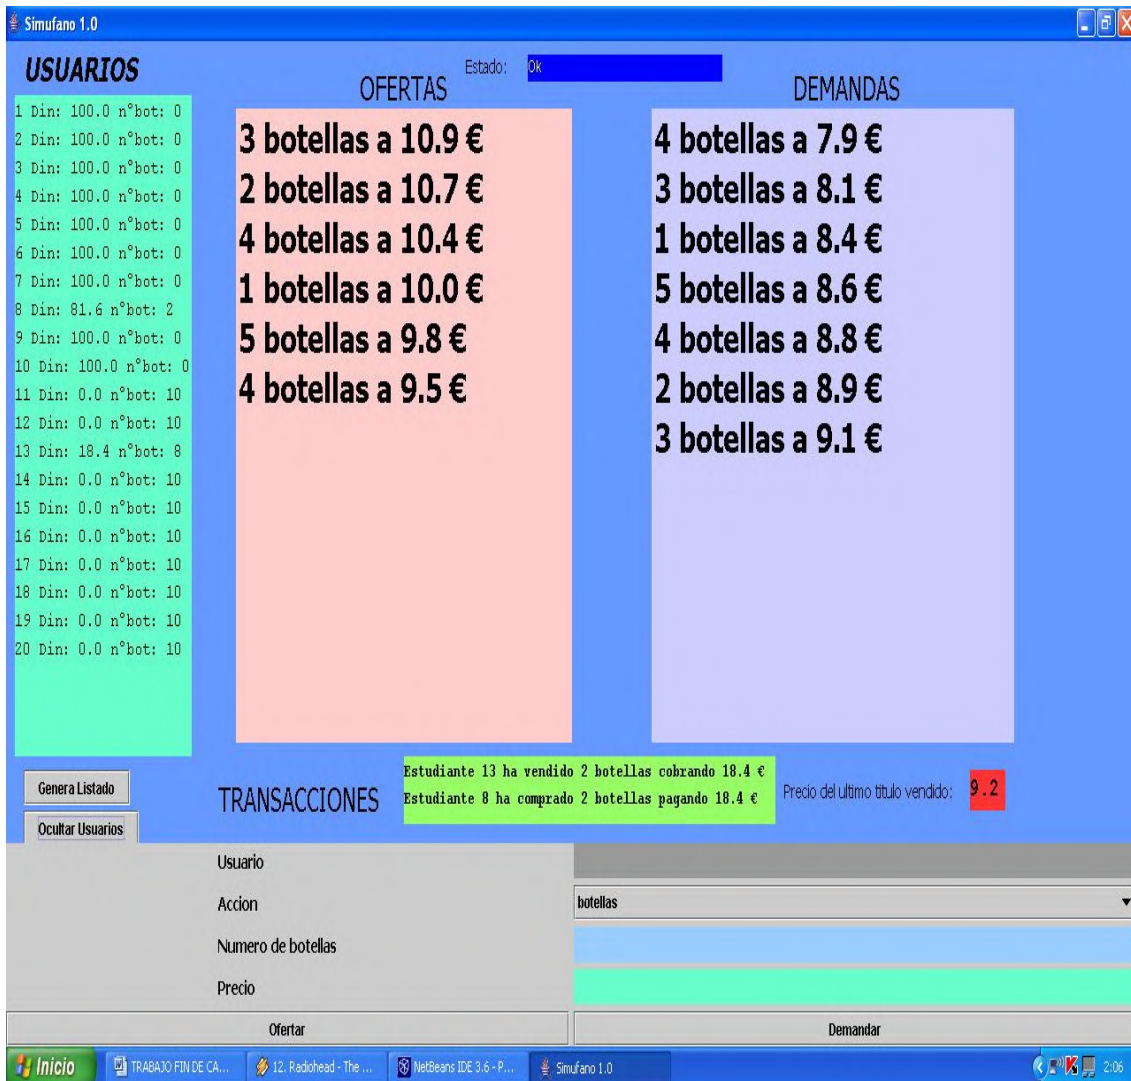 Simufano 1.0
USUARIOS
1 Din: 100.0 n°bot: 0
2 Din: 100.0 n°bot: 0
3 Din: 100.0 n°bot: 0
4 Din: 100.0 n°bot: 0
5 Din: 100.0 n°bot: 0
6 Din: 100.0 n°bot: 0
7 Din: 100.0 n°bot: 0
8 Din: 81.6 n°bot: 2
9 Din: 100.0 n°bot: 0
10 Din: 100.0 n°bot: 0
11 Din: 0.0 n°bot: 10
12 Din: 0.0 n°bot: 10
13 Din: 18.4 n°bot: 8
14 Din: 0.0 n°bot: 10
15 Din: 0.0 n°bot: 10
16 Din: 0.0 n°bot: 10
17 Din: 0.0 n°bot: 10
18 Din: 0.0 n°bot: 10
19 Din: 0.0 n°bot: 10
20 Din: 0.0 n°bot: 10
Estado: Ok
OFERTAS
3 botellas a 10.9 €
2 botellas a 10.7 €
4 botellas a 10.4 €
1 botellas a 10.0 €
5 botellas a 9.8 €
4 botellas a 9.5 €
DEMANDAS
4 botellas a 7.9 €
3 botellas a 8.1 €
1 botellas a 8.4 €
5 botellas a 8.6 €
4 botellas a 8.8 €
2 botellas a 8.9 €
3 botellas a 9.1 €
Genera Listado
Ocultar Usuarios
TRANSACCIONES
Estudiante 13 ha vendido 2 botellas cobrando 18.4 €
Estudiante 8 ha comprado 2 botellas pagando 18.4 €
Precio del ultimo titulo vendido: 9.2
Usuario
Accion botellas
Numero de botellas
Precio
Ofertar Demandar
Inicio TRABAJO FIN DE CA... 12. Radiohead - The ... NetBeans IDE 3.6 - P... Simufano 1.0 2:06